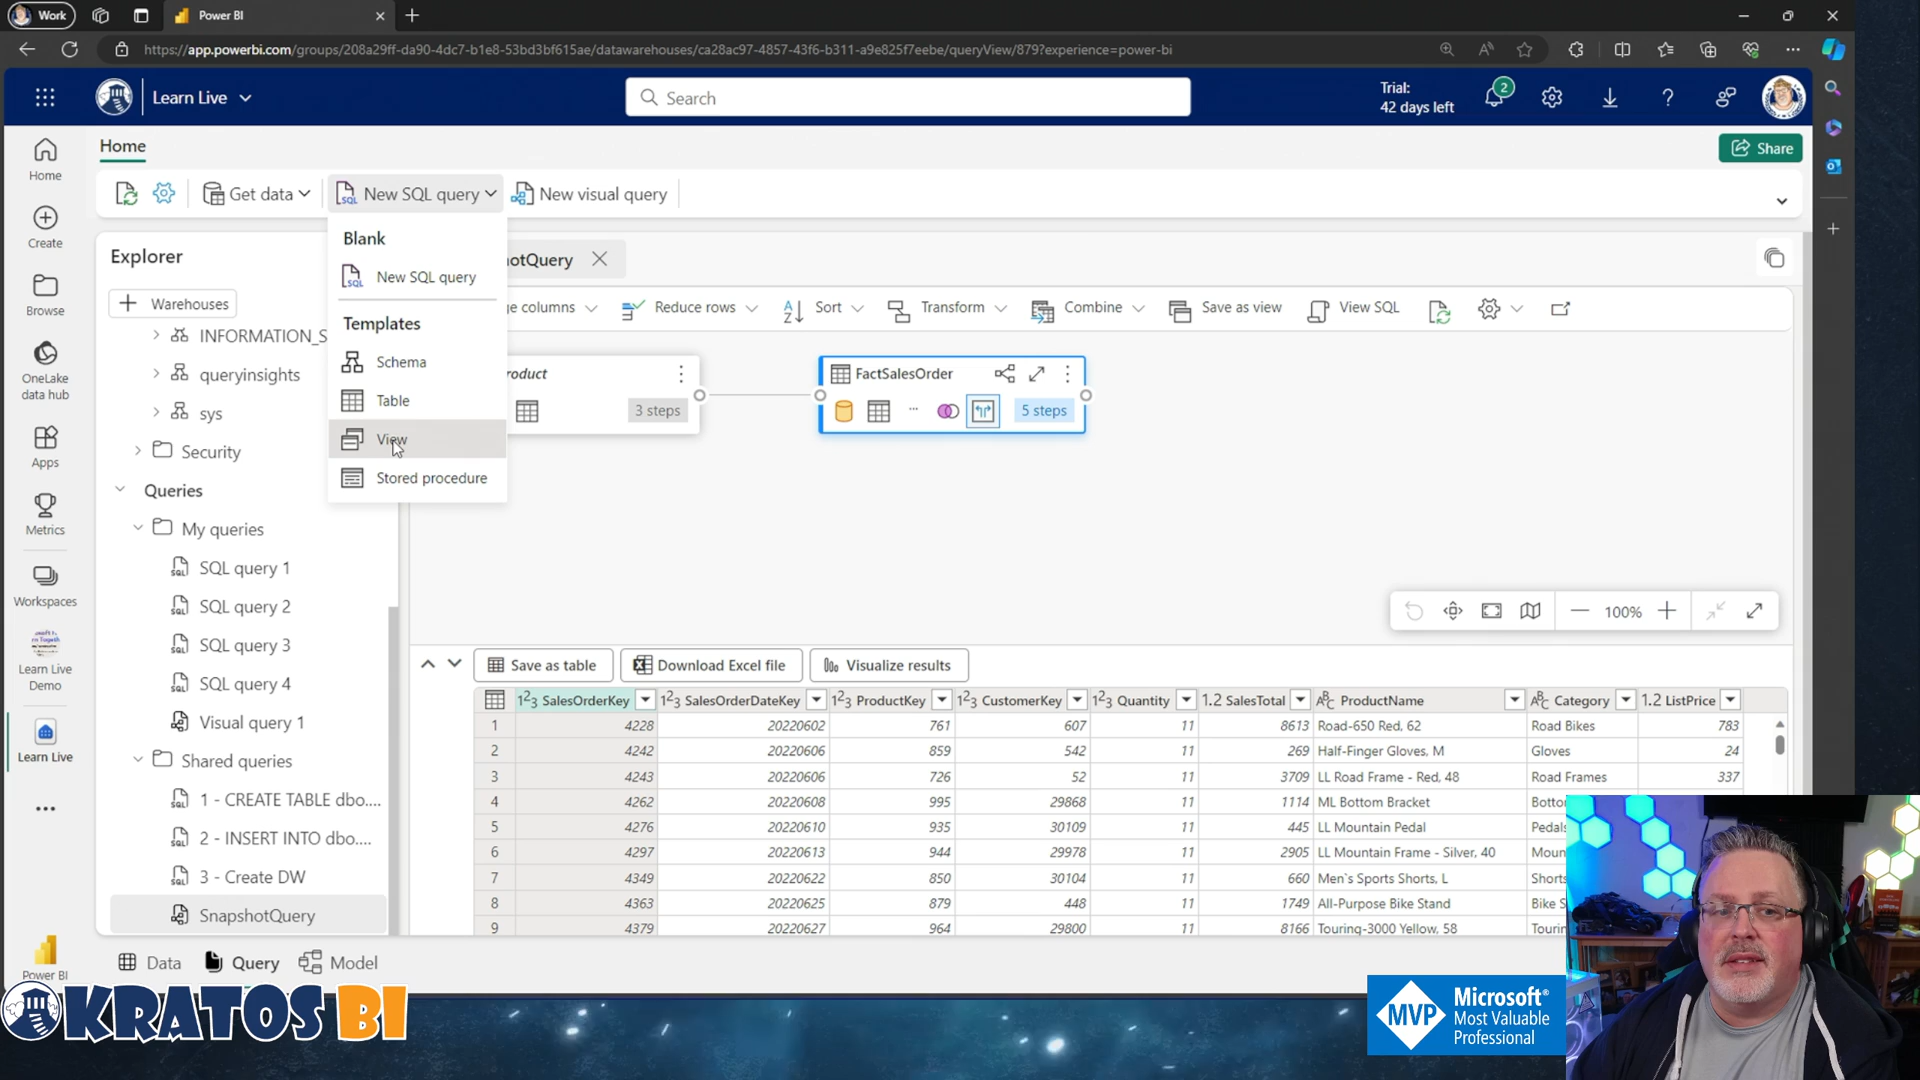 Work
Power BI
https://app.powerbi.com/groups/208a29ff-da90-4dc7-b1e8-53bd3bf615ae/datawarehouses/ca28ac97-4857-43f6-b311-a9e825f7eebe/queryView/879?experience=power-bi
Learn Live
Search
Trial:
42 days left
2
Home
Share
Get data
New SQL query
New visual query
Home
Create
Browse
OneLake
data hub
Apps
Metrics
Workspaces
Learn Live
Demo
Learn Live
Power BI
Explorer
Warehouses
INFORMATION_S
queryinsights
sys
Security
Queries
My queries
SQL query 1
SQL query 2
SQL query 3
SQL query 4
Visual query 1
Shared queries
1 - CREATE TABLE dbo....
2 - INSERT INTO dbo....
3 - Create DW
SnapshotQuery
Blank
New SQL query
Templates
Schema
Table
View
Stored procedure
otQuery
ge columns
Reduce rows
Sort
Transform
Combine
Save as view
View SQL
roduct
3 steps
FactSalesOrder
5 steps
100%
Save as table
Download Excel file
Visualize results
SalesOrderKey SalesOrderDateKey ProductKey CustomerKey Quantity SalesTotal ProductName Category ListPrice
1 4228 20220602 761 607 11 8613 Road-650 Red, 62 Road Bikes 783
2 4242 20220606 859 542 11 269 Half-Finger Gloves, M Gloves 24
3 4243 20220606 726 52 11 3709 LL Road Frame - Red, 48 Road Frames 337
4 4262 20220608 995 29868 11 1114 ML Bottom Bracket Botto
5 4276 20220610 935 30109 11 445 LL Mountain Pedal Pedals
6 4297 20220613 944 29978 11 2905 LL Mountain Frame - Silver, 40 Moun
7 4349 20220622 850 30104 11 660 Men`s Sports Shorts, L Shorts
8 4363 20220625 879 448 11 1749 All-Purpose Bike Stand Bike S
9 4379 20220627 964 29800 11 8166 Touring-3000 Yellow, 58 Tourin
Data
Query
Model
KRATOS BI
MVP
Microsoft®
Most Valuable
Professional